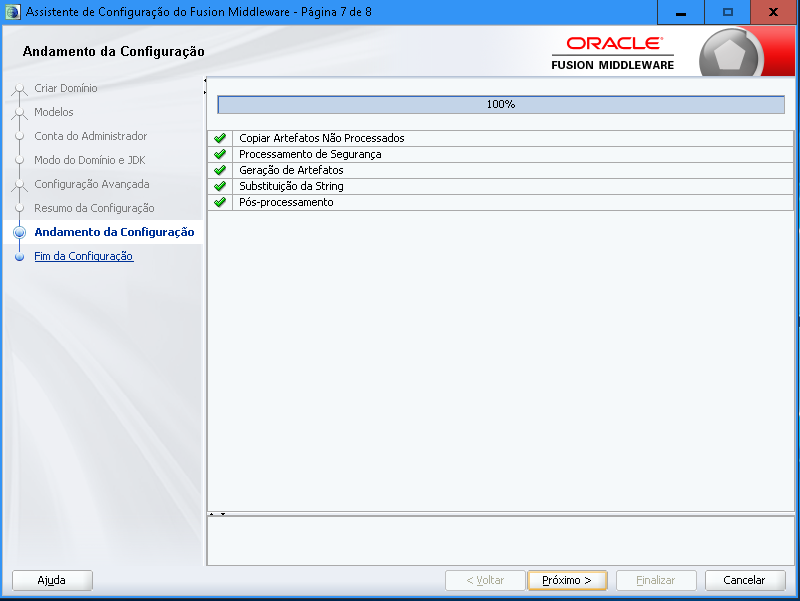 Assistente de Configuração do Fusion Middleware - Página 7 de 8
Andamento da Configuração
ORACLE®
FUSION MIDDLEWARE
Criar Domínio
Modelos
Conta do Administrador
Modo do Domínio e JDK
Configuração Avançada
Resumo da Configuração
Andamento da Configuração
Fim da Configuração
100%
Copiar Artefatos Não Processados
Processamento de Segurança
Geração de Artefatos
Substituição da String
Pós-processamento
Ajuda
< Voltar
Próximo >
Finalizar
Cancelar